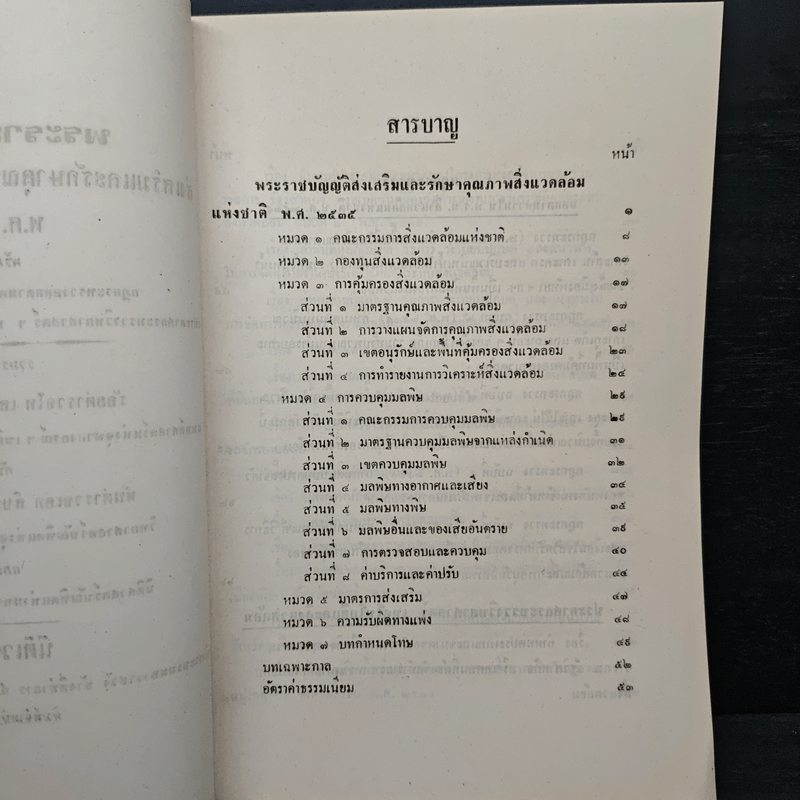 สารบาญ
หน้า
พระราชบัญญัติส่งเสริมและรักษาคุณภาพสิ่งแวดล้อม
แห่งชาติ พ.ศ. ๒๕๓๕ ๑
หมวด ๑ คณะกรรมการสิ่งแวดล้อมแห่งชาติ ๘
หมวด ๒ กองทุนสิ่งแวดล้อม ๑๓
หมวด ๓ การคุ้มครองสิ่งแวดล้อม ๑๗
ส่วนที่ ๑ มาตรฐานคุณภาพสิ่งแวดล้อม ๑๗
ส่วนที่ ๒ การวางแผนจัดการคุณภาพสิ่งแวดล้อม ๑๘
ส่วนที่ ๓ เขตอนุรักษ์และพื้นที่คุ้มครองสิ่งแวดล้อม ๒๓
ส่วนที่ ๔ การทำรายงานการวิเคราะห์สิ่งแวดล้อม ๒๔
หมวด ๔ การควบคุมมลพิษ ๒๙
ส่วนที่ ๑ คณะกรรมการควบคุมมลพิษ ๒๙
ส่วนที่ ๒ มาตรฐานควบคุมมลพิษจากแหล่งกำเนิด ๓๑
ส่วนที่ ๓ เขตควบคุมมลพิษ ๓๒
ส่วนที่ ๔ มลพิษทางอากาศและเสียง ๓๔
ส่วนที่ ๕ มลพิษทางพิษ ๓๕
ส่วนที่ ๖ มลพิษอื่นและของเสียอันตราย ๓๙
ส่วนที่ ๗ การตรวจสอบและควบคุม ๔๐
ส่วนที่ ๘ ค่าบริการและค่าปรับ ๔๔
หมวด ๕ มาตรการส่งเสริม ๔๗
หมวด ๖ ความรับผิดทางแพ่ง ๔๘
หมวด ๗ บทกำหนดโทษ ๔๙
บทเฉพาะกาล ๕๒
อัตราค่าธรรมเนียม ๕๓